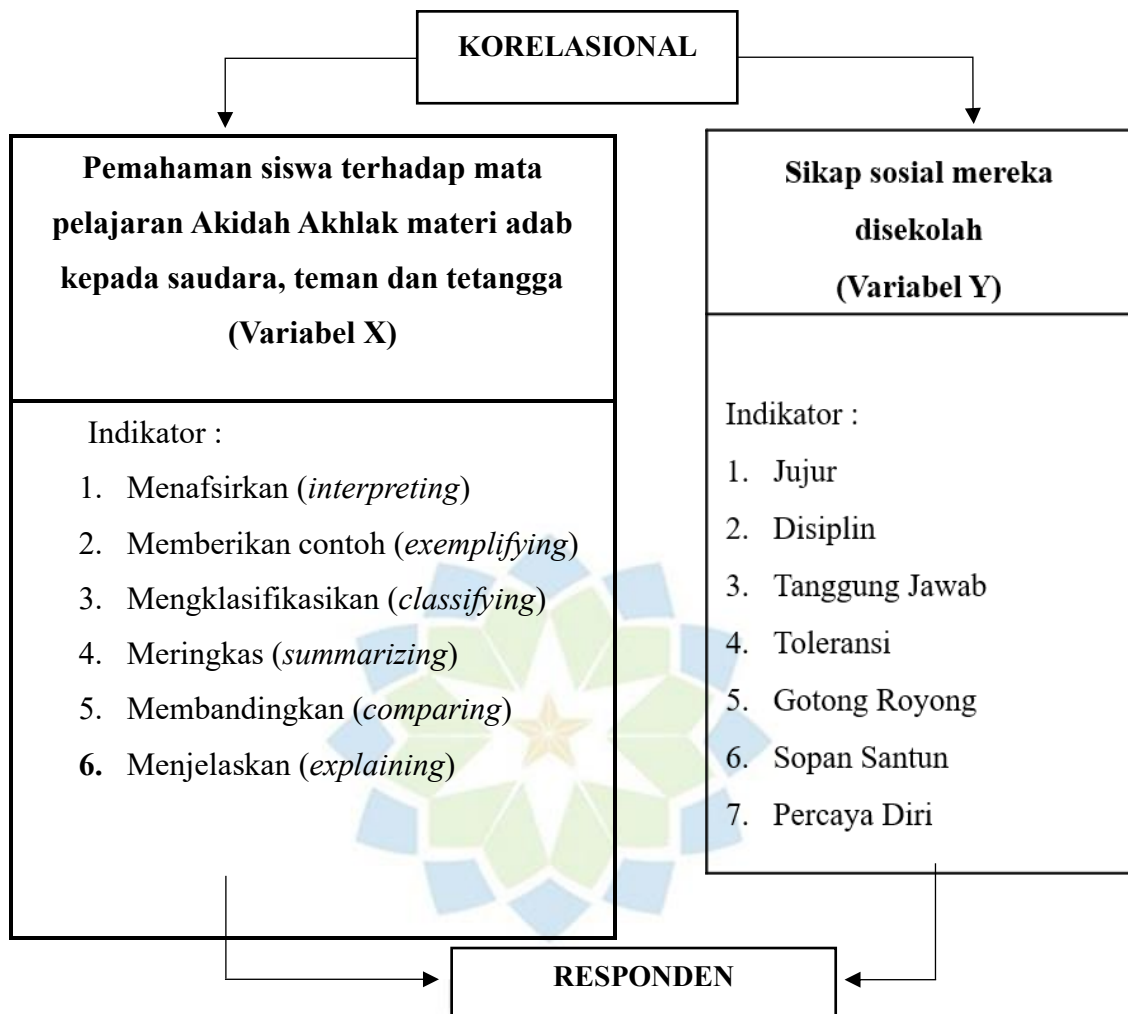 KORELASIONAL
Pemahaman siswa terhadap mata
pelajaran Akidah Akhlak materi adab
kepada saudara, teman dan tetangga
(Variabel X)
Indikator :
1. Menafsirkan (interpreting)
2. Memberikan contoh (exemplifying)
3. Mengklasifikasikan (classifying)
4. Meringkas (summarizing)
5. Membandingkan (comparing)
6. Menjelaskan (explaining)
Sikap sosial mereka
disekolah
(Variabel Y)
Indikator :
1. Jujur
2. Disiplin
3. Tanggung Jawab
4. Toleransi
5. Gotong Royong
6. Sopan Santun
7. Percaya Diri
RESPONDEN